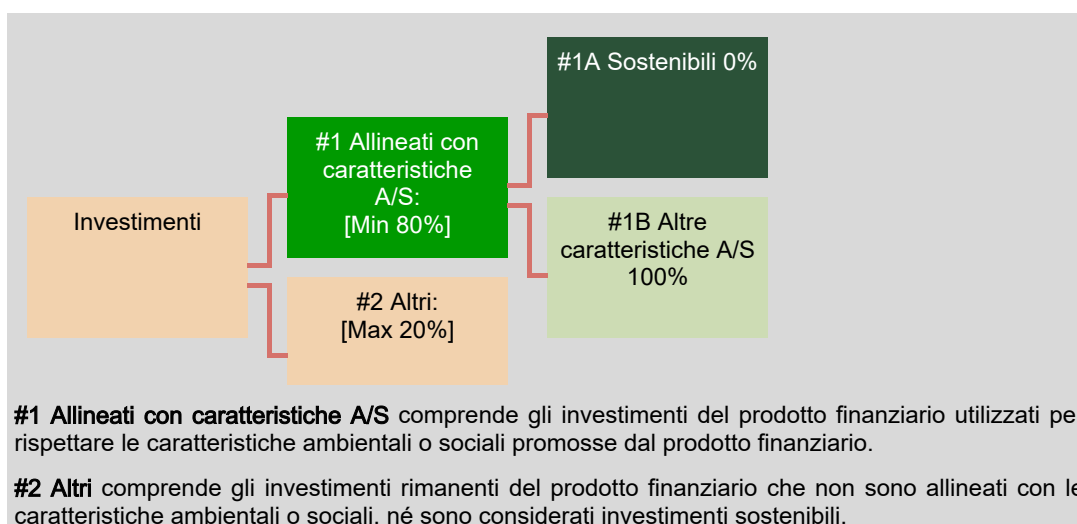 #1A Sostenibili 0%
#1 Allineati con
caratteristiche
A/S:
[Min 80%]
Investimenti
#1B Altre
caratteristiche A/S
100%
#2 Altri:
[Max 20%]
#1 Allineati con caratteristiche A/S comprende gli investimenti del prodotto finanziario utilizzati pe
rispettare le caratteristiche ambientali o sociali promosse dal prodotto finanziario.
#2 Altri comprende gli investimenti rimanenti del prodotto finanziario che non sono allineati con le
caratteristiche ambientali o sociali, né sono considerati investimenti sostenibili.